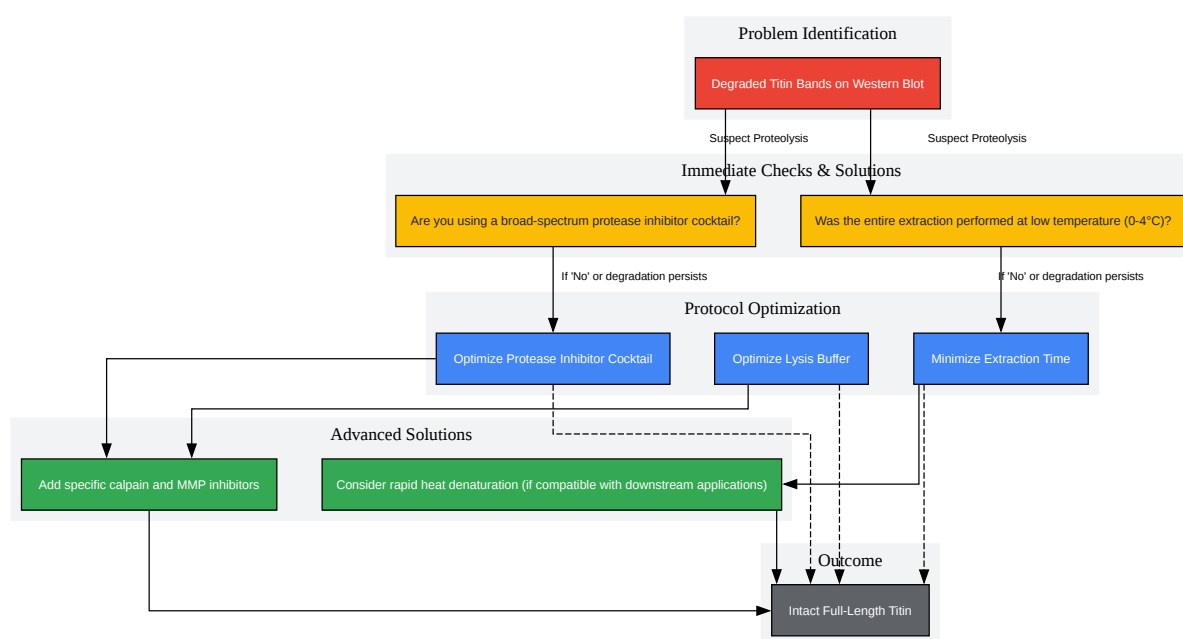 Problem Identification
Degraded Titin Bands on Western Blot
Suspect Proteolysis
Suspect Proteolysis
Immediate Checks & Solutions
Are you using a broad-spectrum protease inhibitor cocktail?
Was the entire extraction performed at low temperature (0-4°C)?
If 'No' or degradation persists
If 'No' or degradation persists
Protocol Optimization
Optimize Protease Inhibitor Cocktail
Optimize Lysis Buffer
Minimize Extraction Time
Advanced Solutions
Add specific calpain and MMP inhibitors
Consider rapid heat denaturation (if compatible with downstream applications)
Outcome
Intact Full-Length Titin